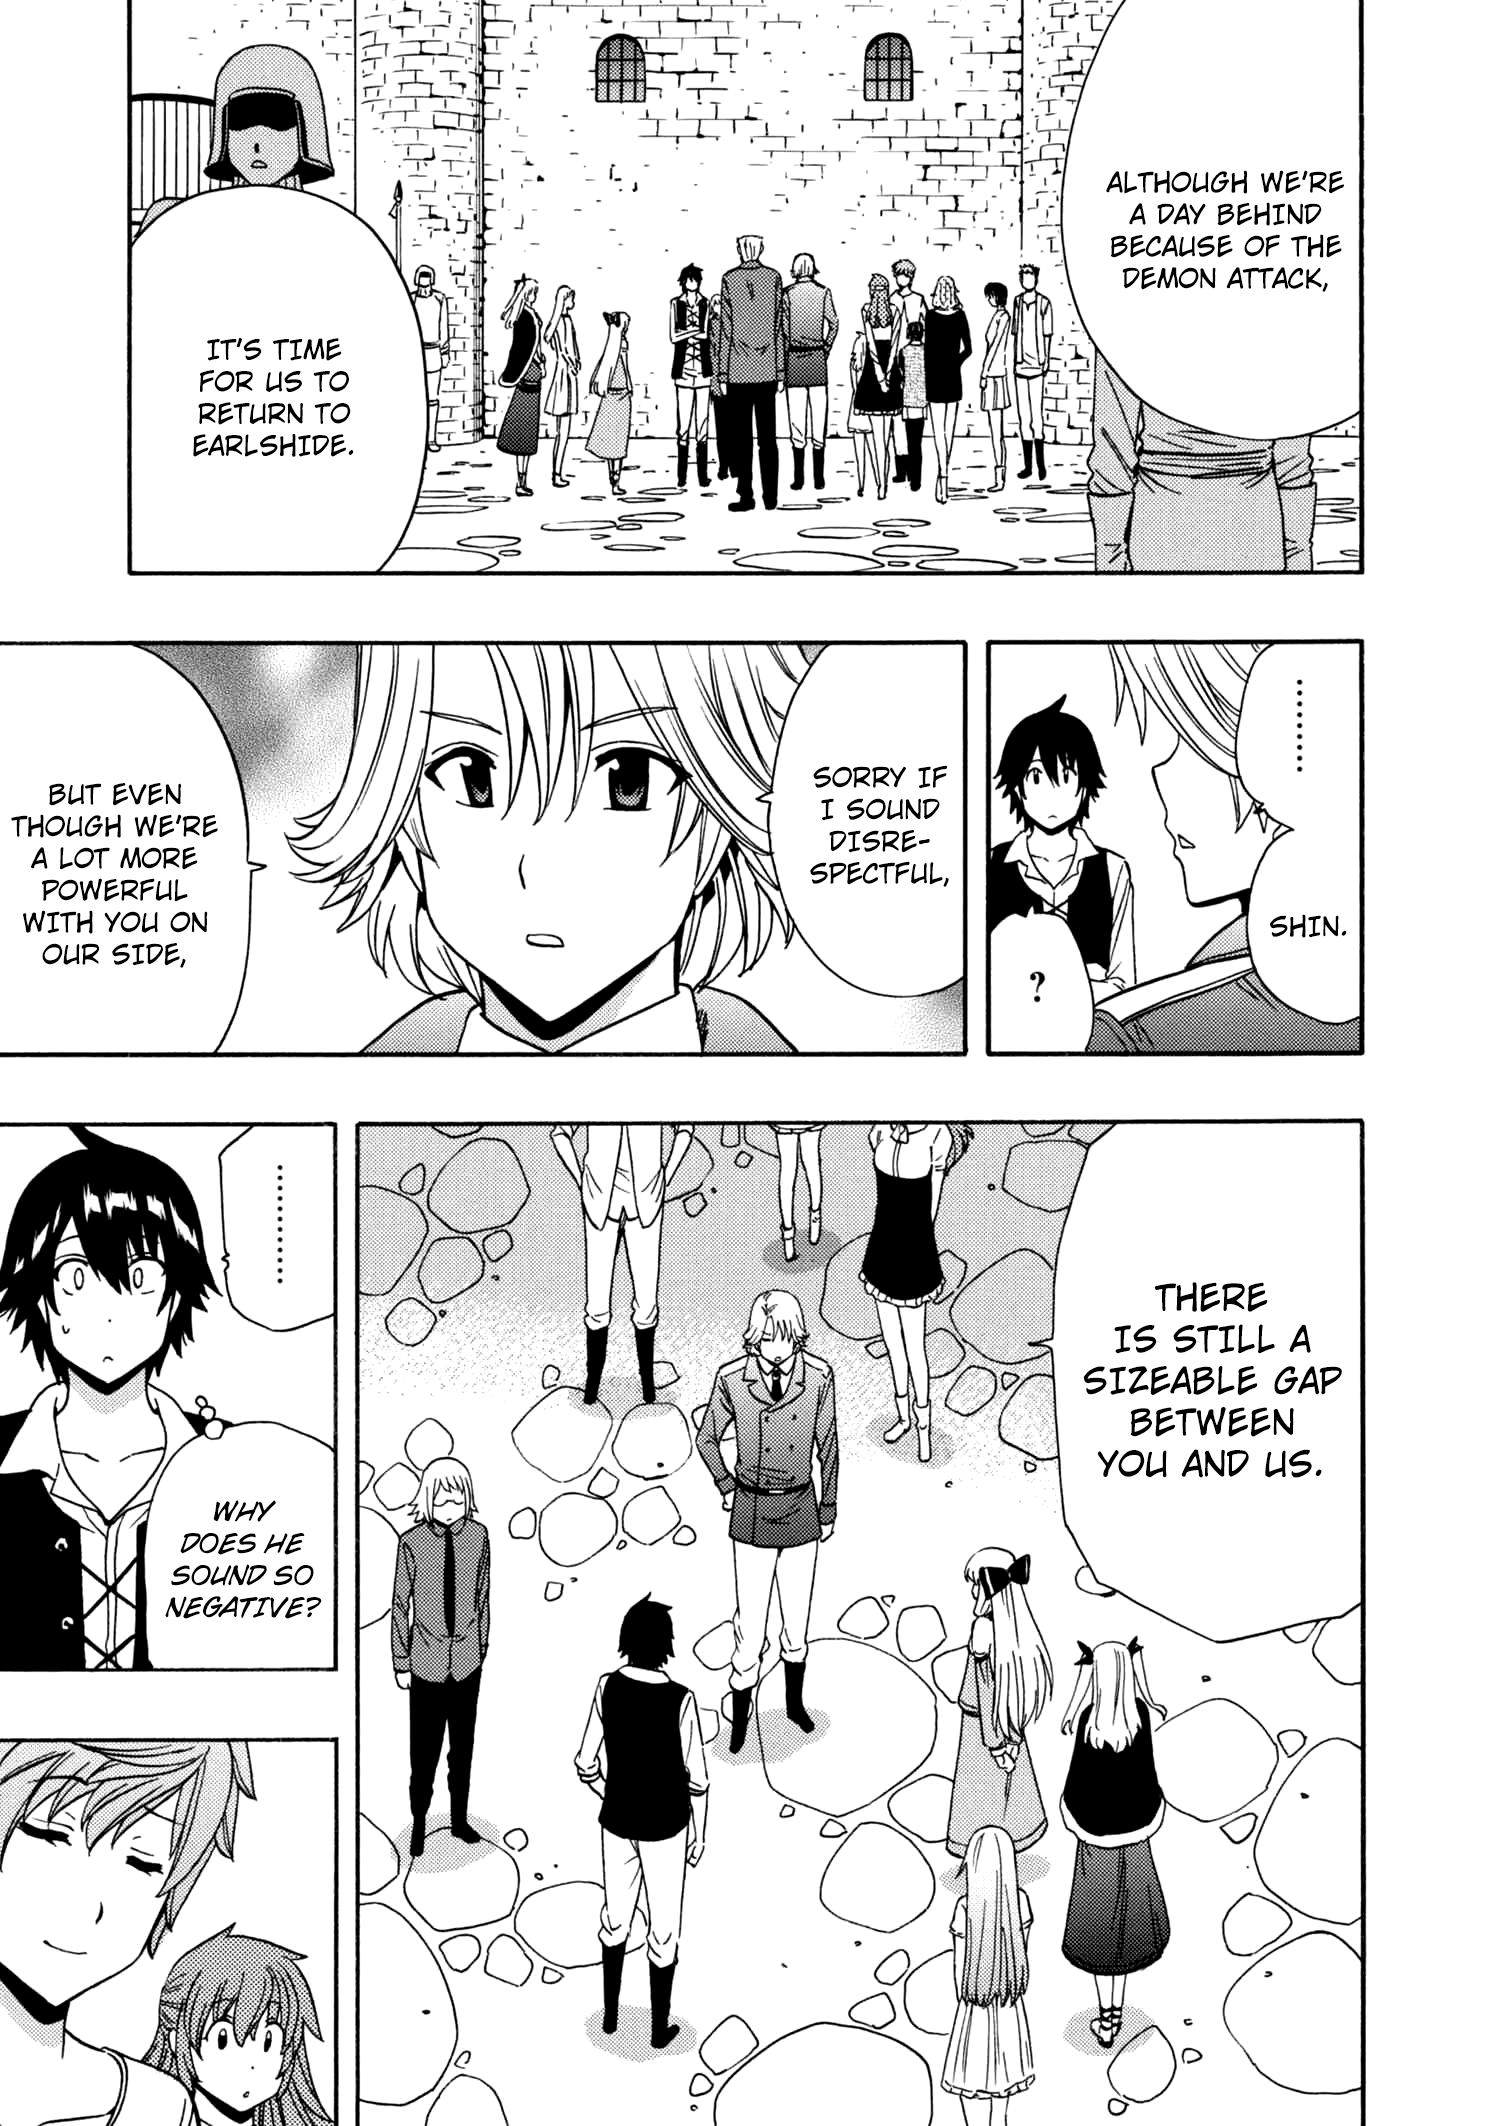 ALTHOUGH WE'RE
A DAY BEHIND
BECAUSE OF THE
DEMON ATTACK,
IT'S TIME
FOR US TO
RETURN TO
EARLSHIDE.
.........
SHIN.
?
SORRY IF
I SOUND
DISRE-
SPECTFUL,
BUT EVEN
THOUGH WE'RE
A LOT MORE
POWERFUL
WITH YOU ON
OUR SIDE,
THERE
IS STILL A
SIZEABLE GAP
BETWEEN
YOU AND US.
.........
WHY
DOES HE
SOUND SO
NEGATIVE?